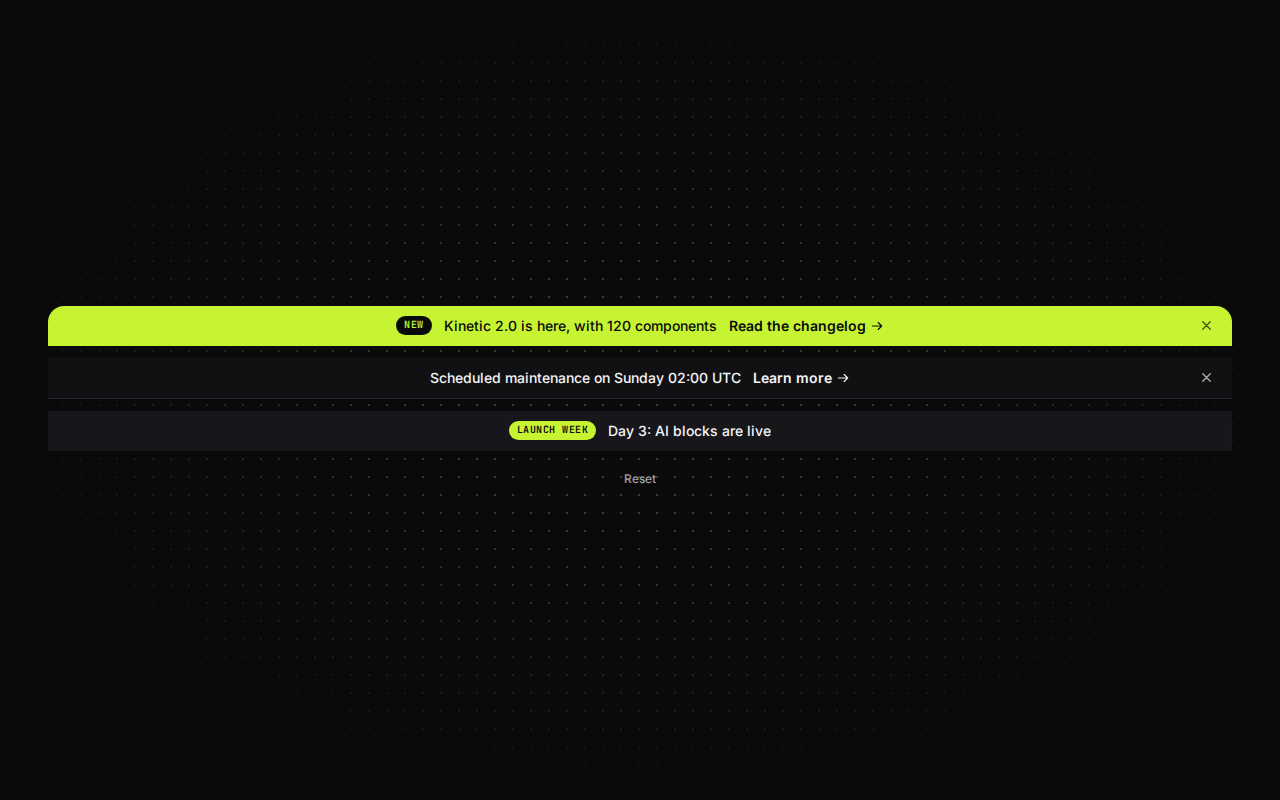 NEW Kinetic 2.0 is here, with 120 components Read the changelog →
Scheduled maintenance on Sunday 02:00 UTC Learn more →
LAUNCH WEEK Day 3: AI blocks are live
Reset